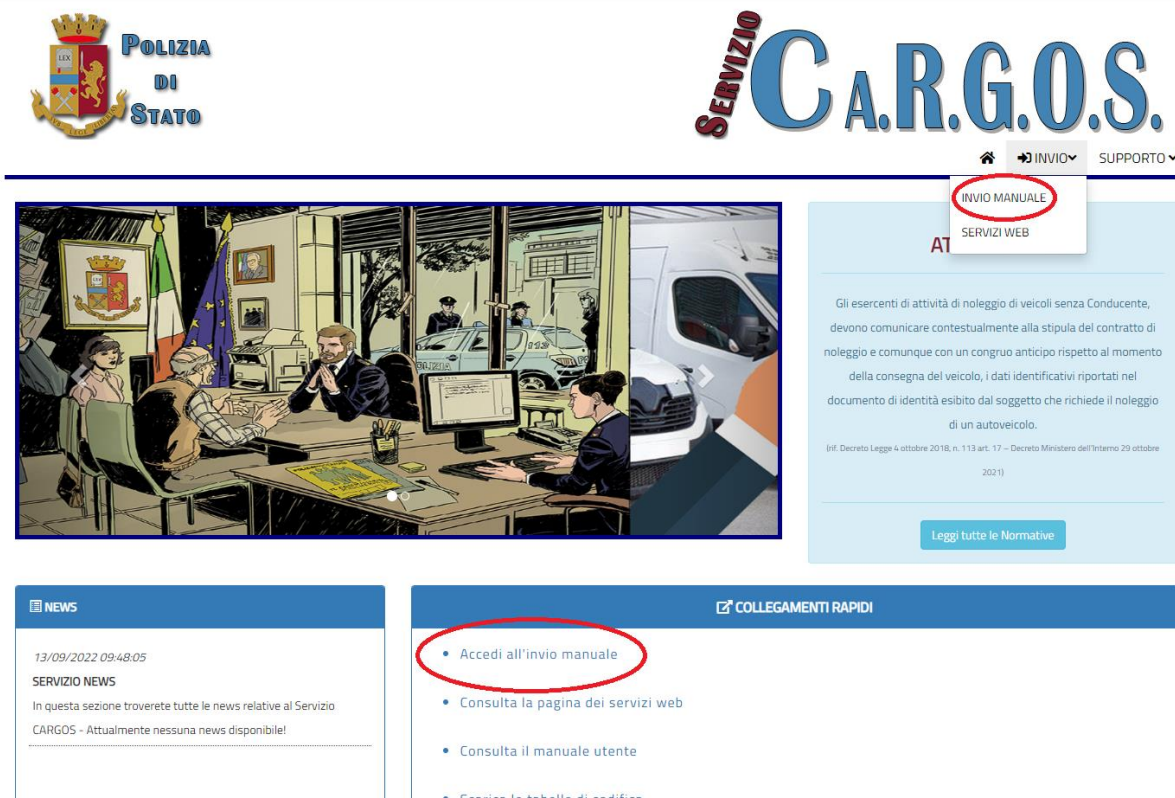 POLIZIA
DI
STATO
SERVIZIO
C A.R.G.O.S.
INVIO
SUPPORTO
INVIO MANUALE
SERVIZI WEB
AT
Gli esercenti di attività di noleggio di veicoli senza Conducente,
devono comunicare contestualmente alla stipula del contratto di
noleggio e comunque con un congruo anticipo rispetto al momento
della consegna del veicolo, i dati identificativi riportati nel
documento di identità esibito dal soggetto che richiede il noleggio
di un autoveicolo.
(rif. Decreto Legge 4 ottobre 2018, n. 113 art. 17 – Decreto Ministero dell'Interno 29 ottobre
2021)
Leggi tutte le Normative
NEWS
13/09/2022 09:48:05
SERVIZIO NEWS
In questa sezione troverete tutte le news relative al Servizio
CARGOS - Attualmente nessuna news disponibile!
COLLEGAMENTI RAPIDI
Accedi all'invio manuale
Consulta la pagina dei servizi web
Consulta il manuale utente
Scarica le tabelle di codifica